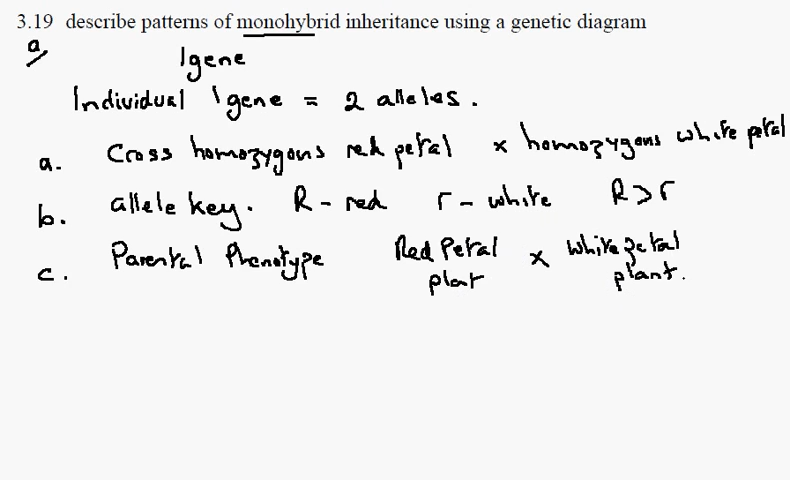 3.19 describe patterns of monohybrid inheritance using a genetic diagram
a, 1gene
Individual 1gene = 2 alleles.
a. Cross homozygous red petal x homozygous white petal
b. allele key. R - red r - white R>r
c. Parental Phenotype Red Petal plant x White petal plant.